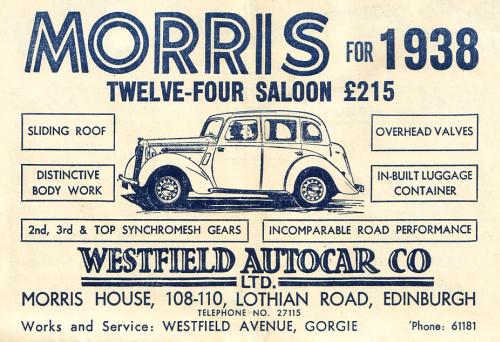 MORRIS FOR 1938
TWELVE-FOUR SALOON £215
SLIDING ROOF
OVERHEAD VALVES
DISTINCTIVE
BODY WORK
IN-BUILT LUGGAGE
CONTAINER
2nd, 3rd & TOP SYNCHROMESH GEARS
INCOMPARABLE ROAD PERFORMANCE
WESTFIELD AUTOCAR CO
LTD.
MORRIS HOUSE, 108-110, LOTHIAN ROAD, EDINBURGH
TELEPHONE NO. 27115
Works and Service: WESTFIELD AVENUE, GORGIE 'Phone: 61181